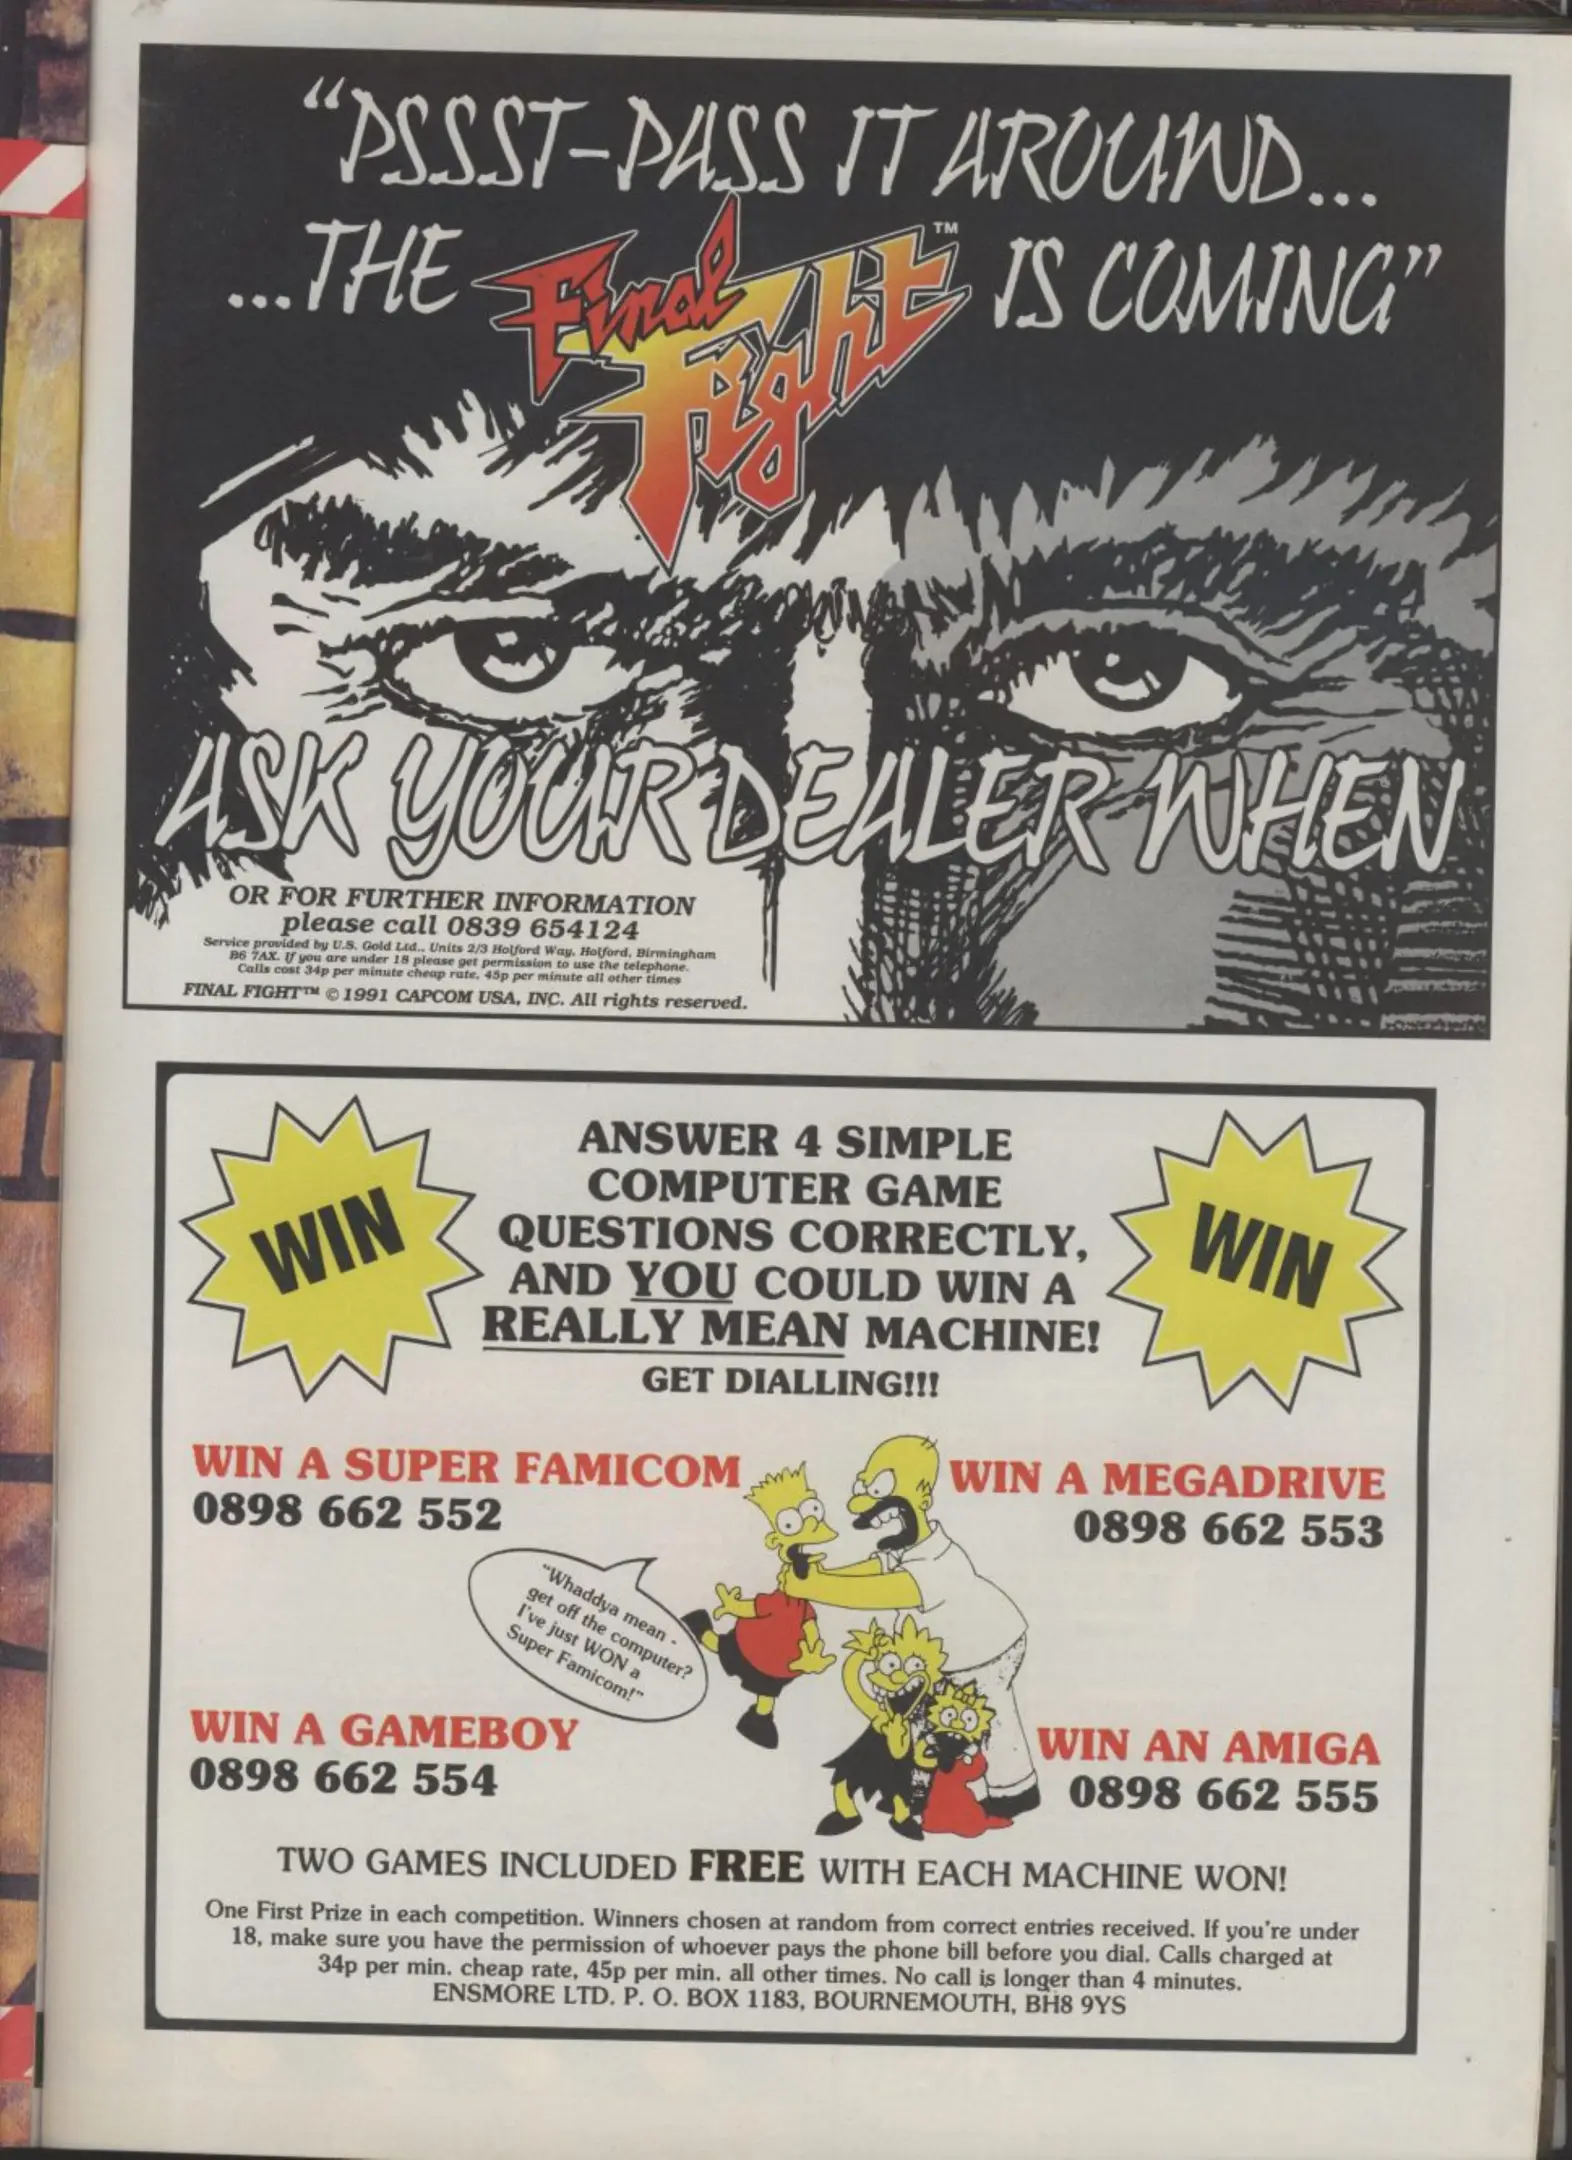 "PSSST-PASS IT AROUND...
...THE Final Fight™ IS COMING"
ASK YOUR DEALER WHEN
OR FOR FURTHER INFORMATION
please call 0839 654124
Service provided by U.S. Gold Ltd., Units 2/3 Holford Way, Holford, Birmingham
B6 7AX. If you are under 18 please get permission to use the telephone.
Calls cost 34p per minute cheap rate, 45p per minute all other times
FINAL FIGHT™ © 1991 CAPCOM USA, INC. All rights reserved.
WIN
WIN
ANSWER 4 SIMPLE
COMPUTER GAME
QUESTIONS CORRECTLY,
AND YOU COULD WIN A
REALLY MEAN MACHINE!
GET DIALLING!!!
WIN A SUPER FAMICOM
0898 662 552
WIN A MEGADRIVE
0898 662 553
"Whaddya mean -
get off the computer?
I've just WON a
Super Famicom!"
WIN A GAMEBOY
0898 662 554
WIN AN AMIGA
0898 662 555
TWO GAMES INCLUDED FREE WITH EACH MACHINE WON!
One First Prize in each competition. Winners chosen at random from correct entries received. If you're under
18, make sure you have the permission of whoever pays the phone bill before you dial. Calls charged at
34p per min. cheap rate, 45p per min. all other times. No call is longer than 4 minutes.
ENSMORE LTD. P. O. BOX 1183, BOURNEMOUTH, BH8 9YS